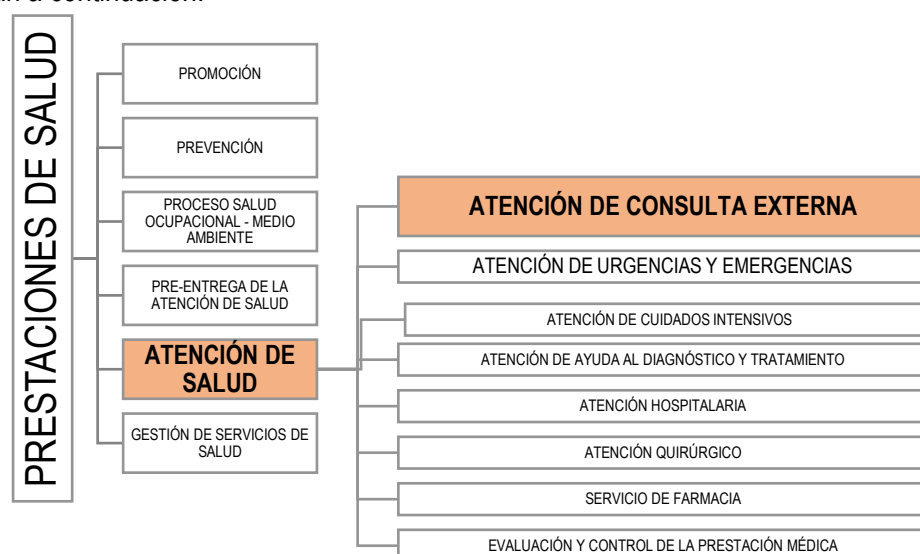 a continuación.
PRESTACIONES DE SALUD
PROMOCIÓN
PREVENCIÓN
PROCESO SALUD
OCUPACIONAL - MEDIO
AMBIENTE
PRE-ENTREGA DE LA
ATENCIÓN DE SALUD
ATENCIÓN DE
SALUD
GESTIÓN DE SERVICIOS DE
SALUD
ATENCIÓN DE CONSULTA EXTERNA
ATENCIÓN DE URGENCIAS Y EMERGENCIAS
ATENCIÓN DE CUIDADOS INTENSIVOS
ATENCIÓN DE AYUDA AL DIAGNÓSTICO Y TRATAMIENTO
ATENCIÓN HOSPITALARIA
ATENCIÓN QUIRÚRGICO
SERVICIO DE FARMACIA
EVALUACIÓN Y CONTROL DE LA PRESTACIÓN MÉDICA